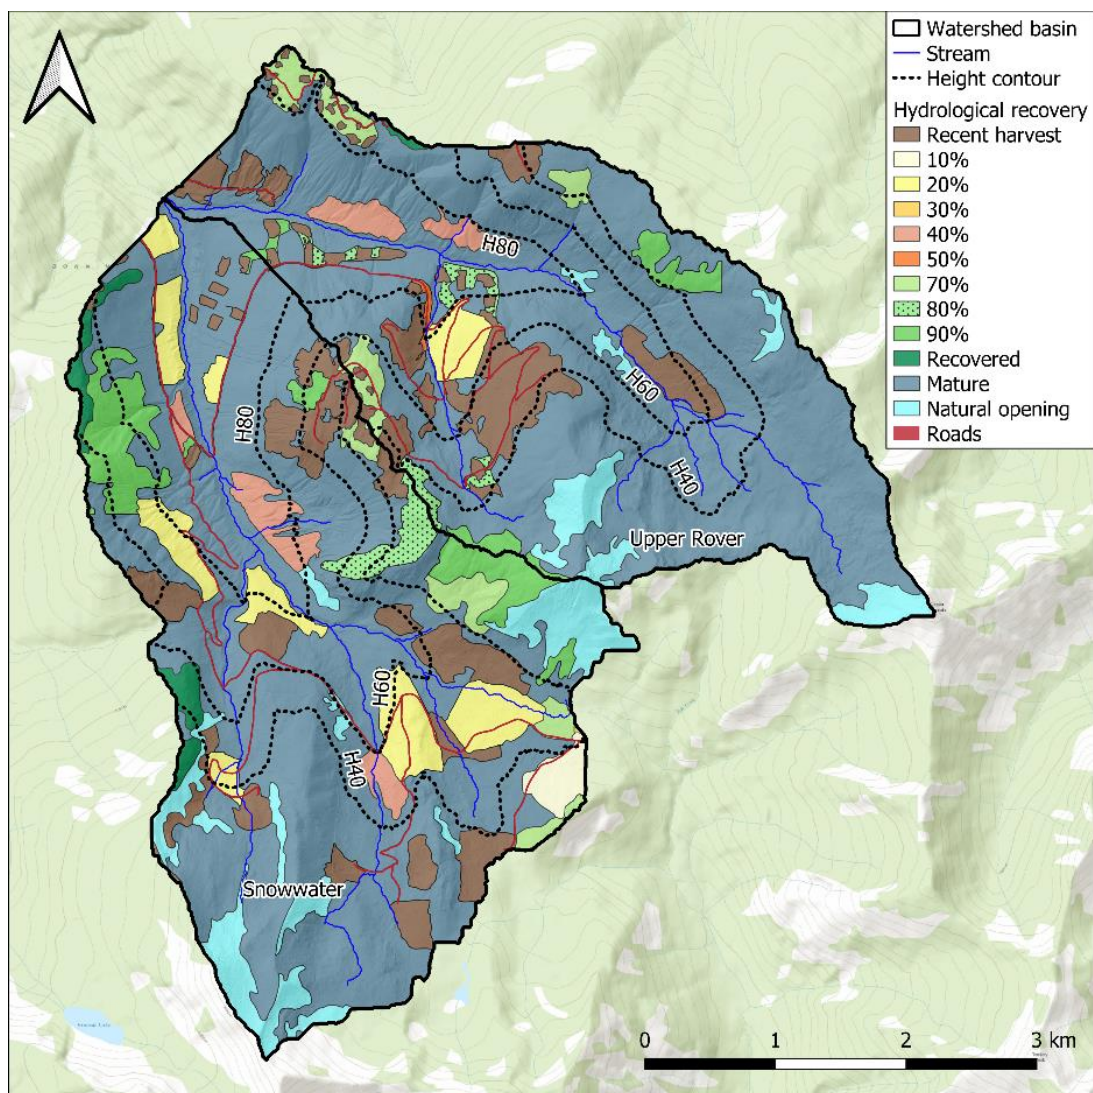 Watershed basin
Stream
Height contour
Hydrological recovery
Recent harvest
10%
20%
30%
40%
50%
70%
80%
90%
Recovered
Mature
Natural opening
Roads
H80
H60
H80
H40
Upper Rover
H60
H40
Snowwater
0 1 2 3 km